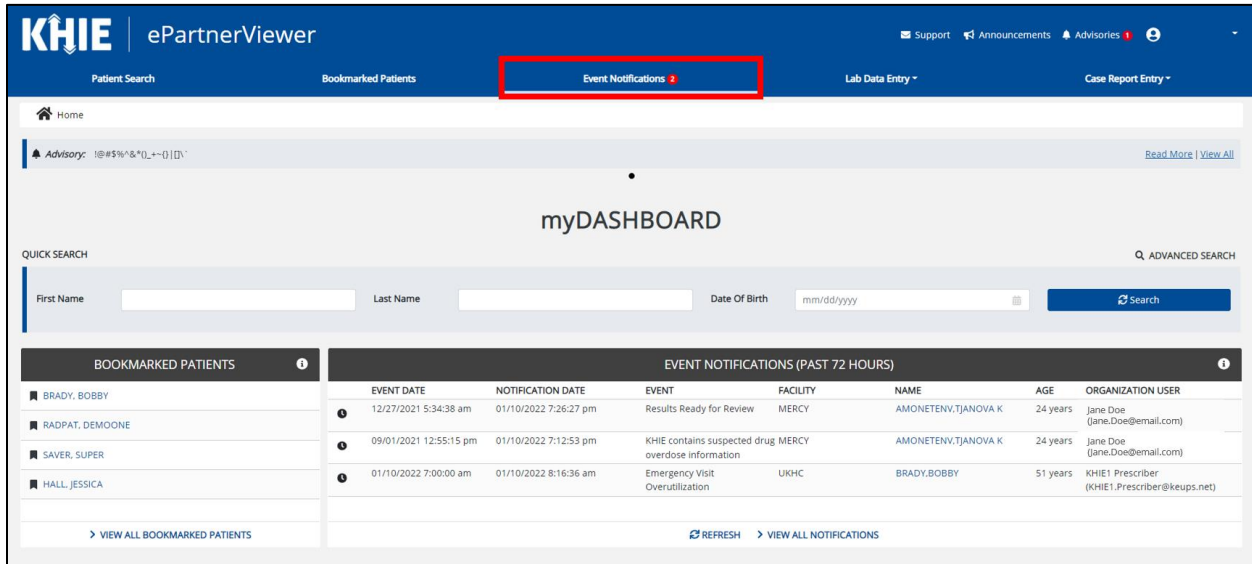 KHIE ePartnerViewer Support Announcements Advisories 1
Patient Search Bookmarked Patients Event Notifications 2 Lab Data Entry Case Report Entry
Home
Advisory: !@#$%^&*()_+~{}|[]\` Read More | View All
myDASHBOARD
QUICK SEARCH ADVANCED SEARCH
First Name Last Name Date Of Birth mm/dd/yyyy Search
BOOKMARKED PATIENTS
BRADY, BOBBY
RADPAT, DEMOONE
SAVER, SUPER
HALL, JESSICA
VIEW ALL BOOKMARKED PATIENTS
EVENT NOTIFICATIONS (PAST 72 HOURS)
EVENT DATE NOTIFICATION DATE EVENT FACILITY NAME AGE ORGANIZATION USER
12/27/2021 5:34:38 am 01/10/2022 7:26:27 pm Results Ready for Review MERCY AMONETENV,TJANOVA K 24 years Jane Doe
(Jane.Doe@email.com)
09/01/2021 12:55:15 pm 01/10/2022 7:12:53 pm KHIE contains suspected drug MERCY AMONETENV,TJANOVA K 24 years Jane Doe
overdose information (Jane.Doe@email.com)
01/10/2022 7:00:00 am 01/10/2022 8:16:36 am Emergency Visit UKHC BRADY,BOBBY 51 years KHIE1 Prescriber
Overutilization (KHIE1.Prescriber@keups.net)
REFRESH VIEW ALL NOTIFICATIONS